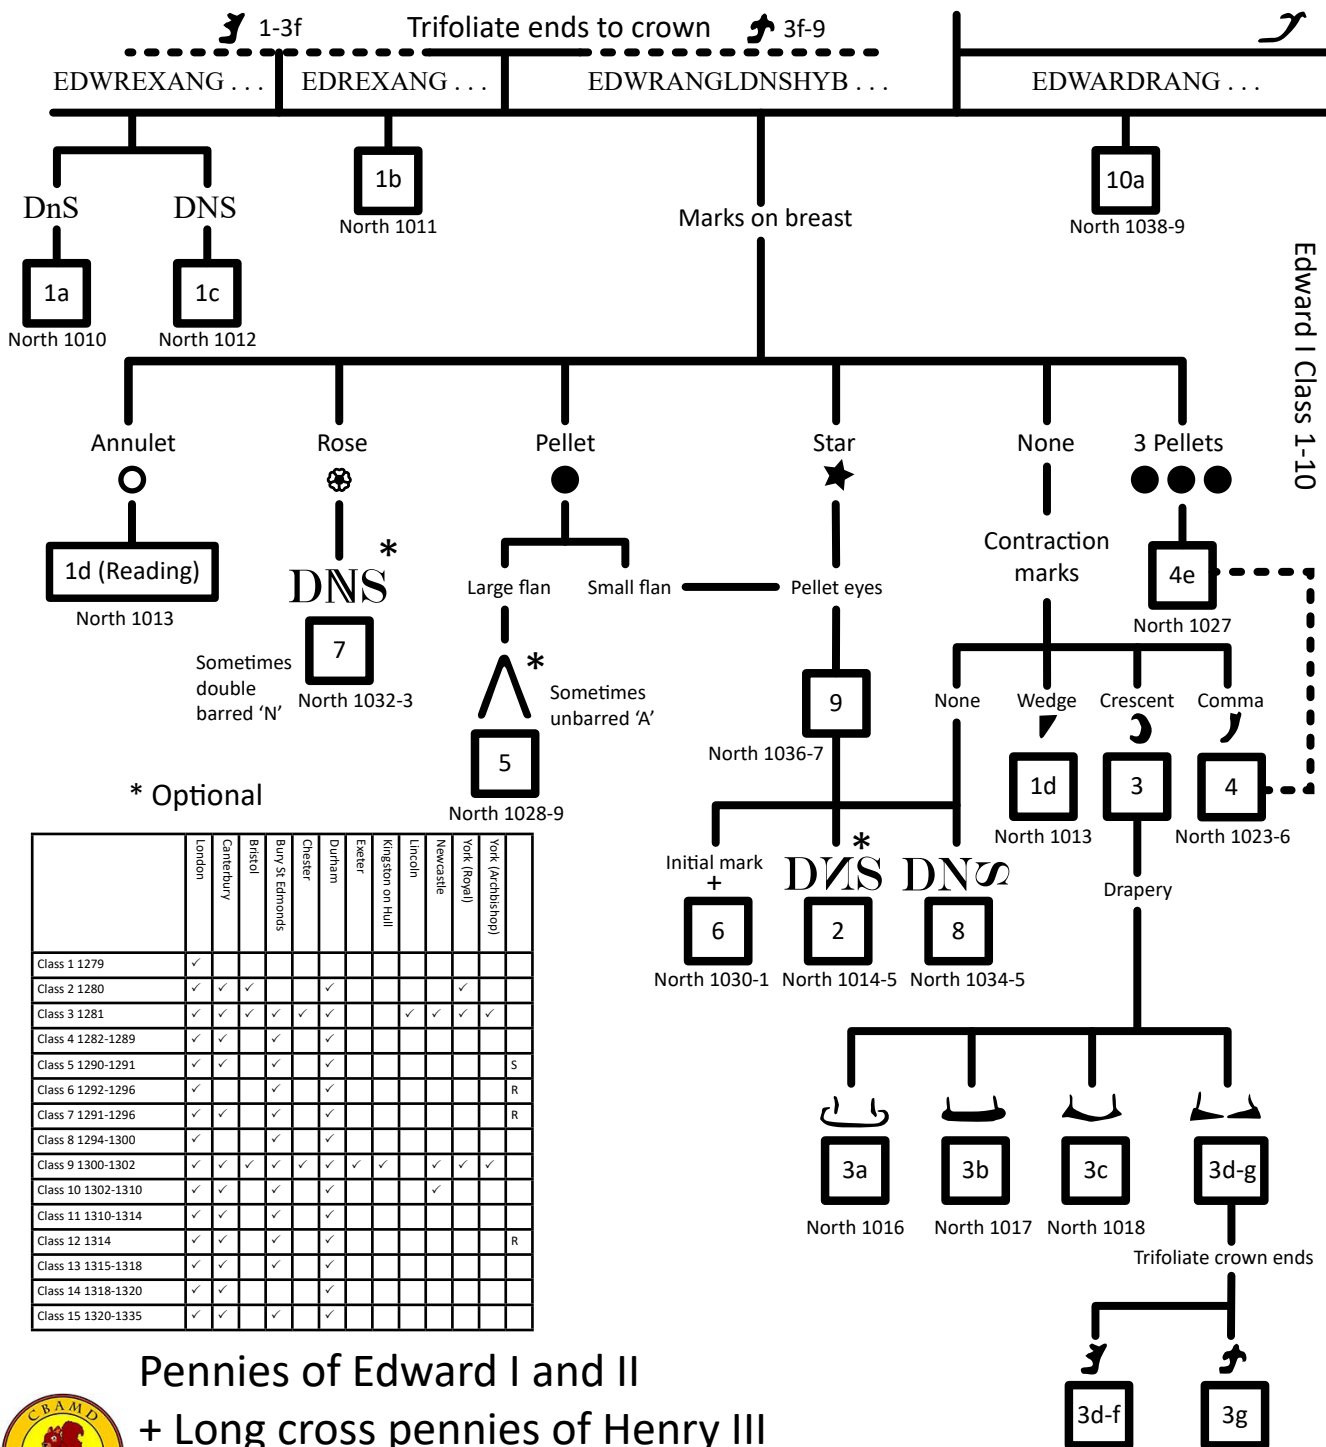 1-3f Trifoliate ends to crown 3f-9
EDWREXANG . . . EDREXANG . . . EDWRANGLDNSHYB . . . EDWARDRANG . . .
1b 10a
DnS DNS Marks on breast
North 1011 North 1038-9
1a 1c
North 1010 North 1012
Edward I Class 1-10
Annulet Rose Pellet Star None 3 Pellets
Contraction
marks
1d (Reading) * 4e
DNS Large flan Small flan Pellet eyes
North 1013 North 1027
7 *
Sometimes
double
barred ‘N’
North 1032-3
Sometimes
unbarred ‘A’
9 None Wedge Crescent Comma
North 1036-7
5 1d 3 4
* Optional
North 1028-9 North 1013 North 1023-6
Initial mark
+
*
DNS DNS
Drapery
6 2 8
North 1030-1 North 1014-5 North 1034-5
London Canterbury Bristol Bury St Edmonds Chester Durham Exeter Kingston on Hull Lincoln Newcastle York (Royal) York (Archbishop)
Class 1 1279 ✓
Class 2 1280 ✓ ✓ ✓ ✓ ✓
Class 3 1281 ✓ ✓ ✓ ✓ ✓ ✓ ✓ ✓ ✓ ✓
Class 4 1282-1289 ✓ ✓ ✓ ✓
Class 5 1290-1291 ✓ ✓ ✓ ✓ S
Class 6 1292-1296 ✓ ✓ ✓ R
Class 7 1291-1296 ✓ ✓ ✓ ✓ R
Class 8 1294-1300 ✓ ✓ ✓
Class 9 1300-1302 ✓ ✓ ✓ ✓ ✓ ✓ ✓ ✓ ✓ ✓ ✓
Class 10 1302-1310 ✓ ✓ ✓ ✓ ✓
Class 11 1310-1314 ✓ ✓ ✓ ✓
Class 12 1314 ✓ ✓ ✓ ✓ R
Class 13 1315-1318 ✓ ✓ ✓ ✓
Class 14 1318-1320 ✓ ✓ ✓
Class 15 1320-1335 ✓ ✓ ✓ ✓
3a 3b 3c 3d-g
North 1016 North 1017 North 1018
Trifoliate crown ends
3d-f 3g
Pennies of Edward I and II
+ Long cross pennies of Henry III
CBAMD